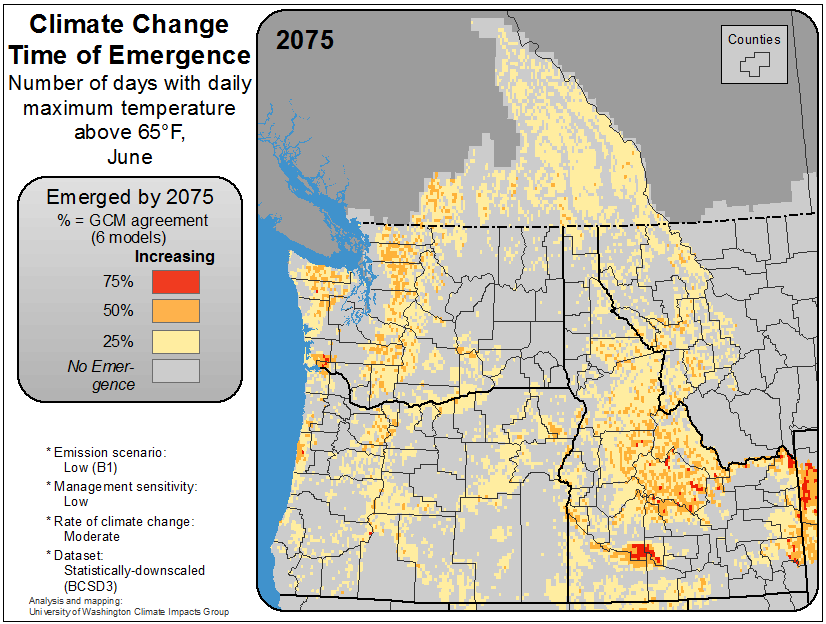 Climate Change
Time of Emergence
Number of days with daily
maximum temperature
above 65°F,
June
Emerged by 2075
% = GCM agreement
(6 models)
Increasing
75%
50%
25%
No Emer-
gence
* Emission scenario:
Low (B1)
* Management sensitivity:
Low
* Rate of climate change:
Moderate
* Dataset:
Statistically-downscaled
(BCSD3)
Analysis and mapping:
University of Washington Climate Impacts Group
2075
Counties